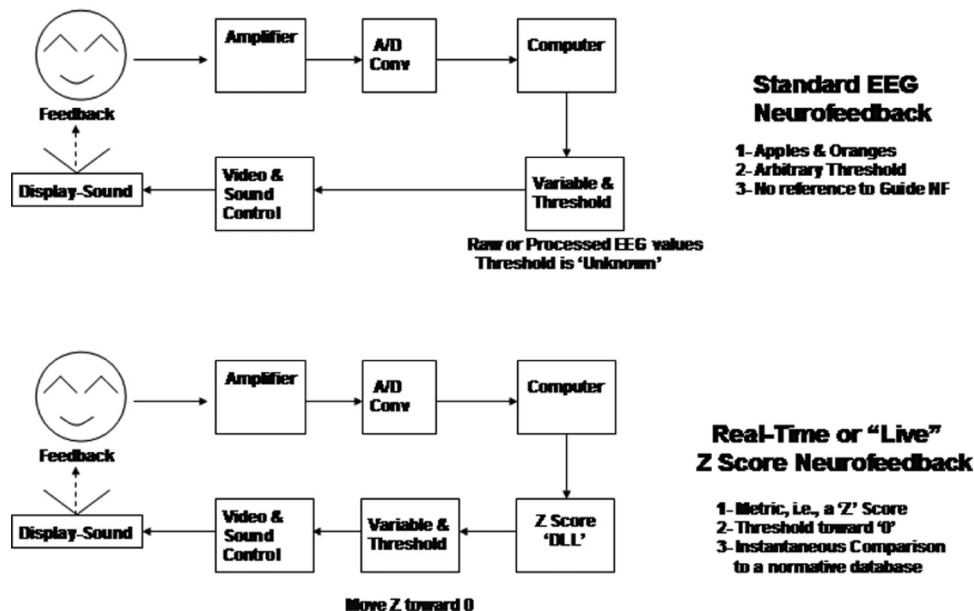 Amplifier
A/D
Conv
Computer
Feedback
Standard EEG
Neurofeedback
1- Apples & Oranges
2- Arbitrary Threshold
3- No reference to Guide NF
Display-Sound
Video &
Sound
Control
Variable &
Threshold
Raw or Processed EEG values
Threshold is ‘Unknown’
Amplifier
A/D
Conv
Computer
Feedback
Real-Time or “Live”
Z Score Neurofeedback
1- Metric, i.e., a ‘Z’ Score
2- Threshold toward ‘0’
3- Instantaneous Comparison
to a normative database
Display-Sound
Video &
Sound
Control
Variable &
Threshold
Z Score
‘DLL’
Move Z toward 0